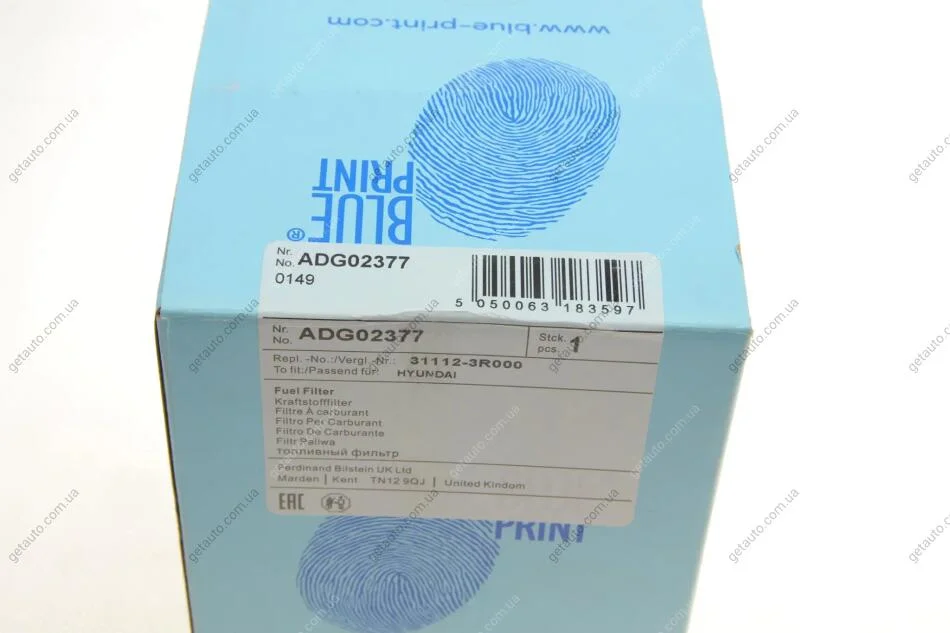 www.blue-print.com
BLUE
PRINT
®
Nr.
No. ADG02377
0149
5 050063 183597
Nr.
No. ADG02377
Stck.
pcs. 1
Repl. -No.:/Vergl.-Nr.: 31112-3R000
To fit:/Passend für: HYUNDAI
Fuel Filter
Kraftstofffilter
Filtre À carburant
Filtro Per Carburant
Filtro De Carburante
Filtr Paliwa
топливный фильтр
Ferdinand Bilstein UK Ltd
Marden | Kent TN12 9QJ | United Kindom
EAC
PRINT
getauto.com.ua